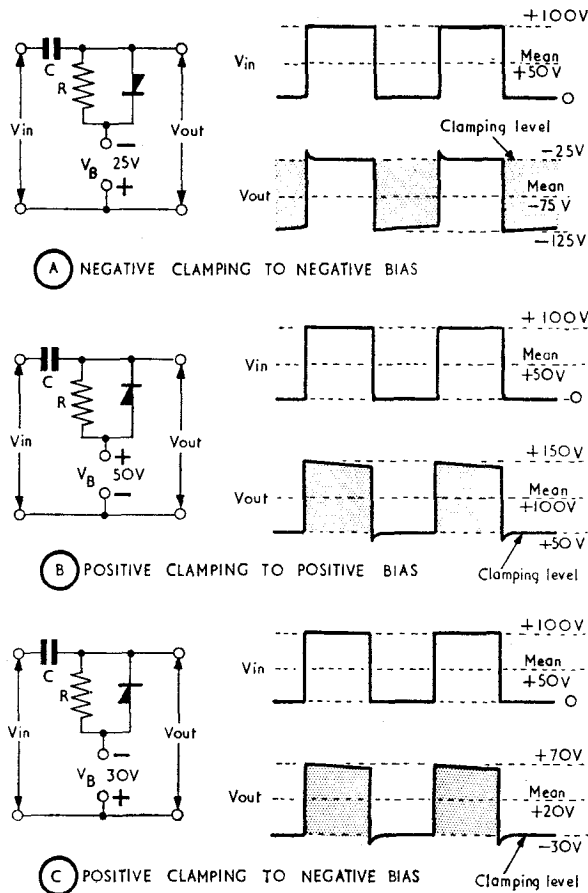 +100V
C
R
Vin
Vout
V_B 25V
−
+
Vin
Mean
+50V
O
Clamping level
−25V
Vout
Mean
−75V
−125V
A NEGATIVE CLAMPING TO NEGATIVE BIAS
+100V
C
R
Vin
Vout
+
V_B 50V
−
Vin
Mean
+50V
O
+150V
Vout
Mean
+100V
+50V
Clamping level
B POSITIVE CLAMPING TO POSITIVE BIAS
+100V
C
R
Vin
Vout
−
V_B 30V
+
Vin
Mean
+50V
O
+70V
Vout
Mean
+20V
−30V
Clamping level
C POSITIVE CLAMPING TO NEGATIVE BIAS